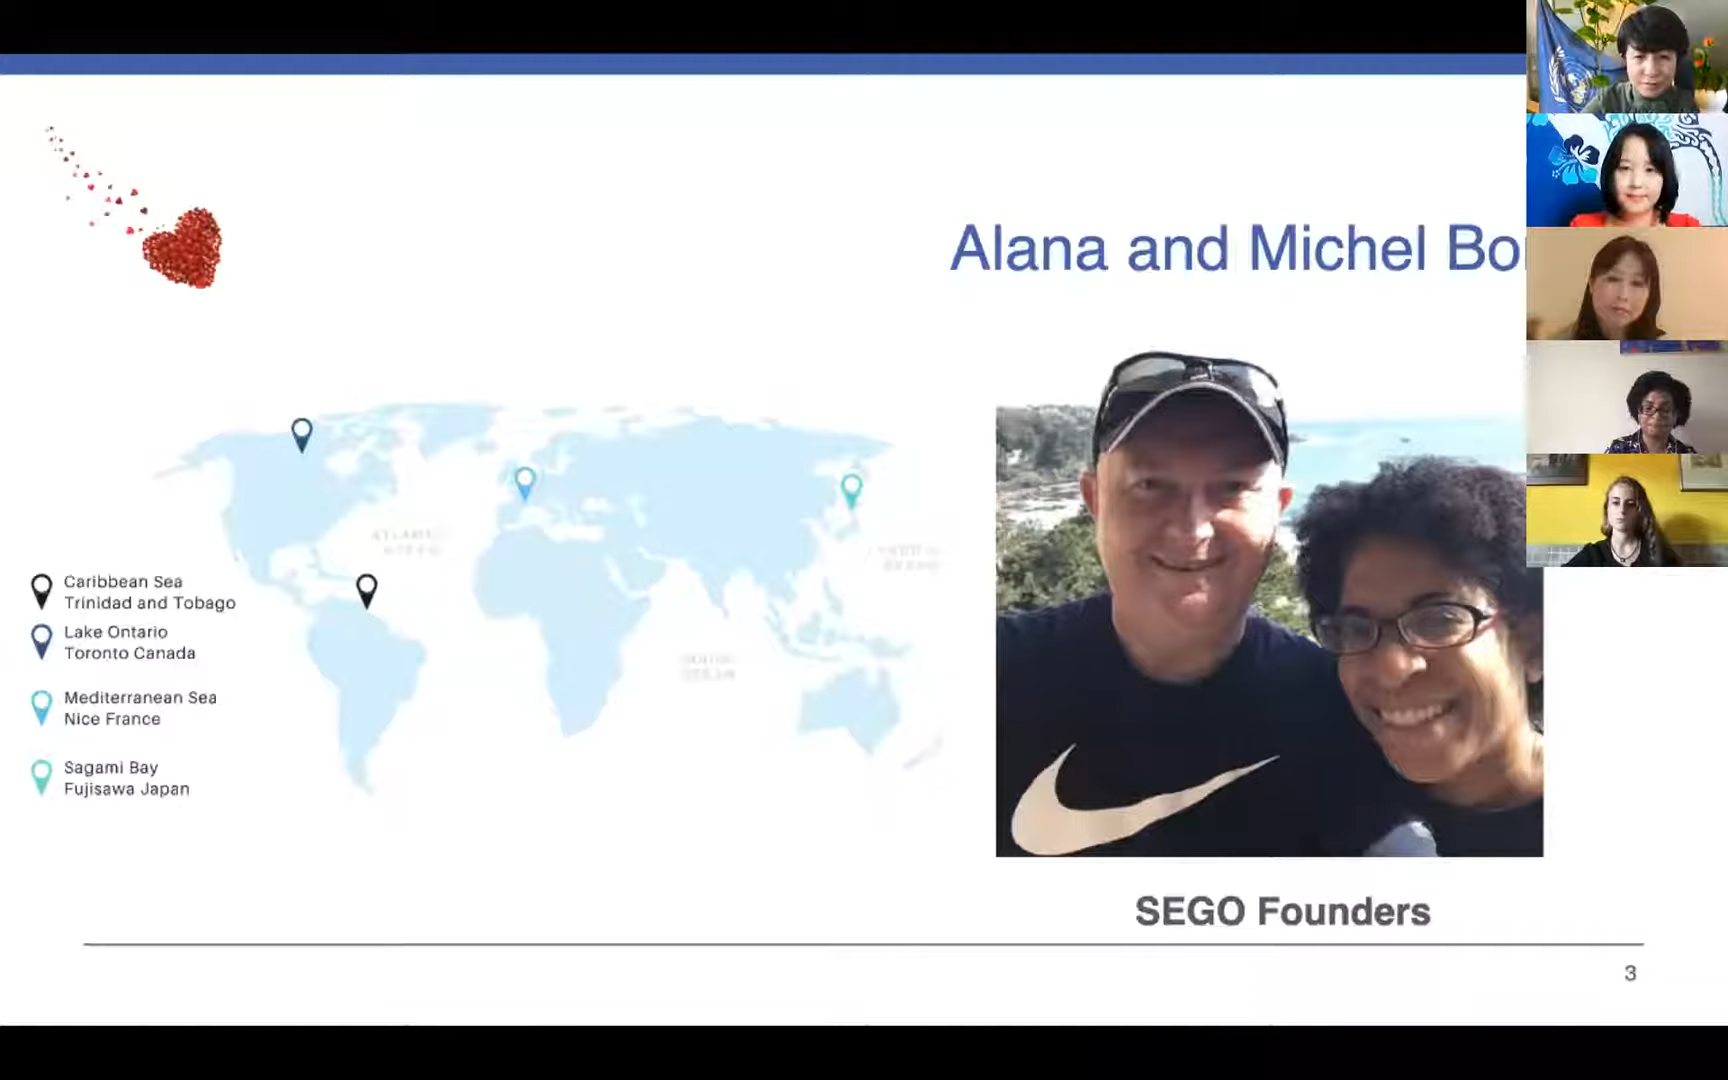 Alana and Michel Bo
Caribbean Sea
Trinidad and Tobago
Lake Ontario
Toronto Canada
Mediterranean Sea
Nice France
Sagami Bay
Fujisawa Japan
SEGO Founders
3